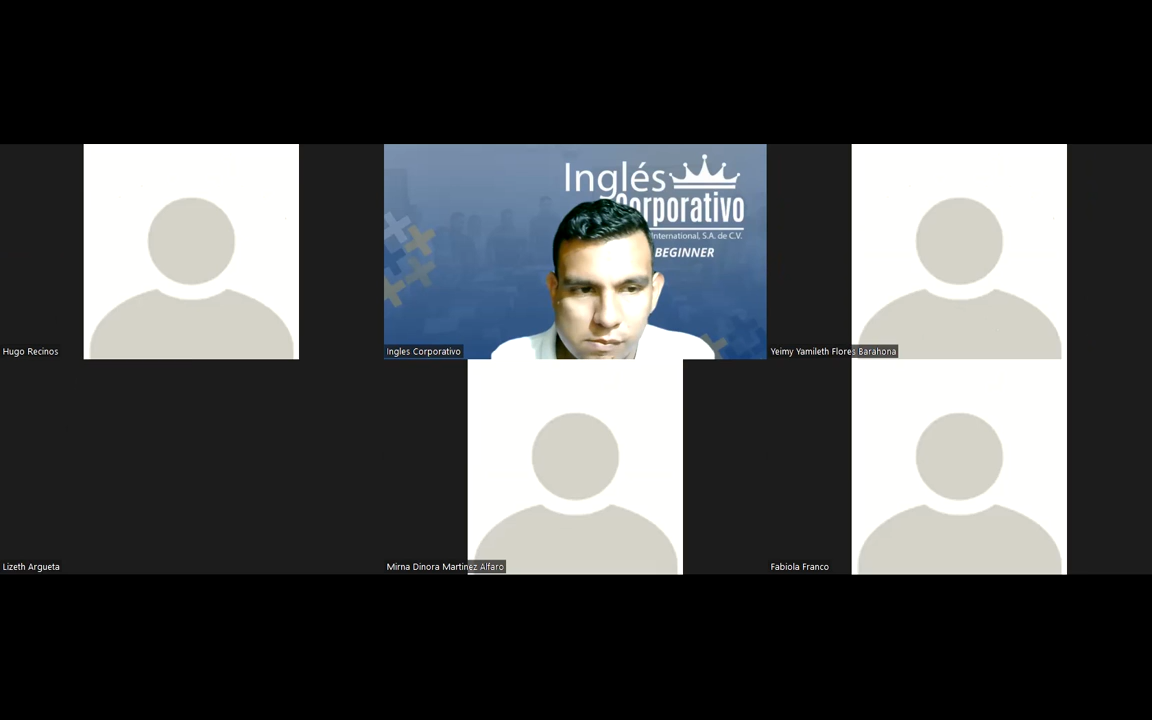 Inglés
Corporativo
International, S.A. de C.V.
BEGINNER
Hugo Recinos
Ingles Corporativo
Yeimy Yamileth Flores Barahona
Lizeth Argueta
Mirna Dinora Martinez Alfaro
Fabiola Franco